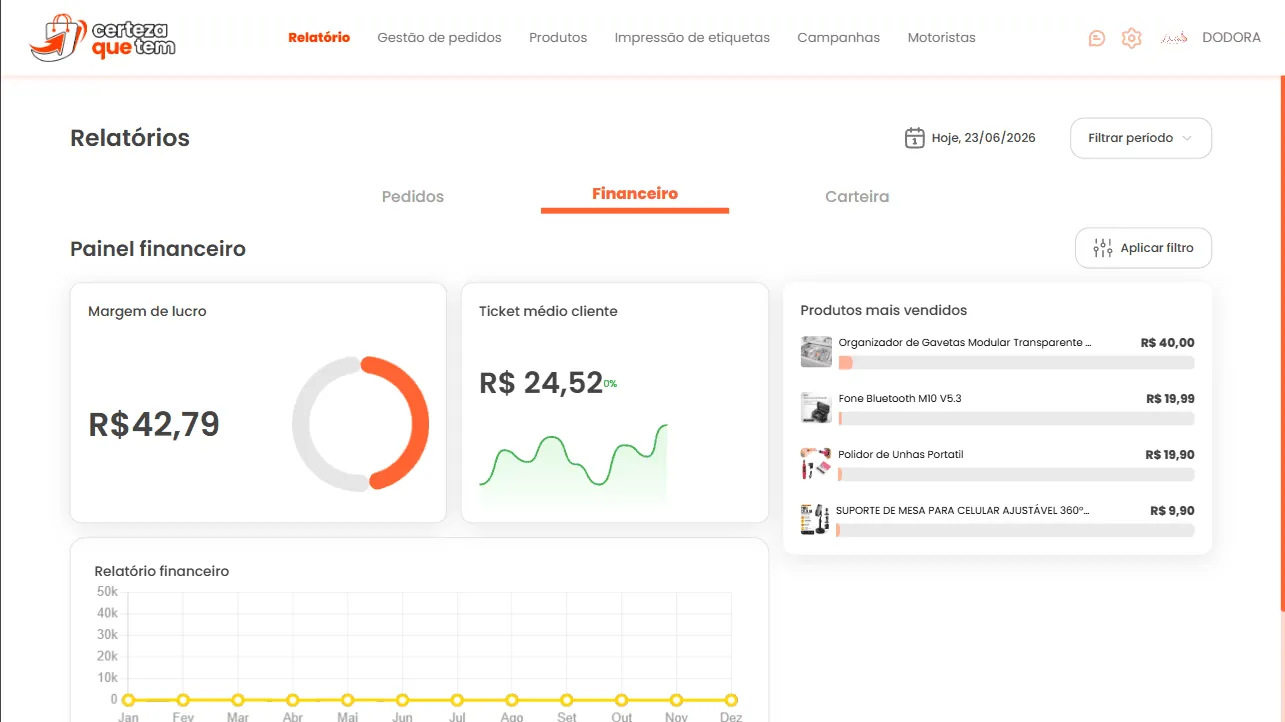 certeza
que tem
Relatório Gestão de pedidos Produtos Impressão de etiquetas Campanhas Motoristas DODORA
Relatórios
Hoje, 23/06/2026
Filtrar período
Pedidos Financeiro Carteira
Painel financeiro
Aplicar filtro
Margem de lucro
R$42,79
Ticket médio cliente
R$ 24,52 0%
Produtos mais vendidos
Organizador de Gavetas Modular Transparente ... R$ 40,00
Fone Bluetooth M10 V5.3 R$ 19,99
Polidor de Unhas Portatil R$ 19,90
SUPORTE DE MESA PARA CELULAR AJUSTÁVEL 360º... R$ 9,90
Relatório financeiro
50k
40k
30k
20k
10k
0
Jan Fev Mar Abr Mai Jun Jul Ago Set Out Nov Dez